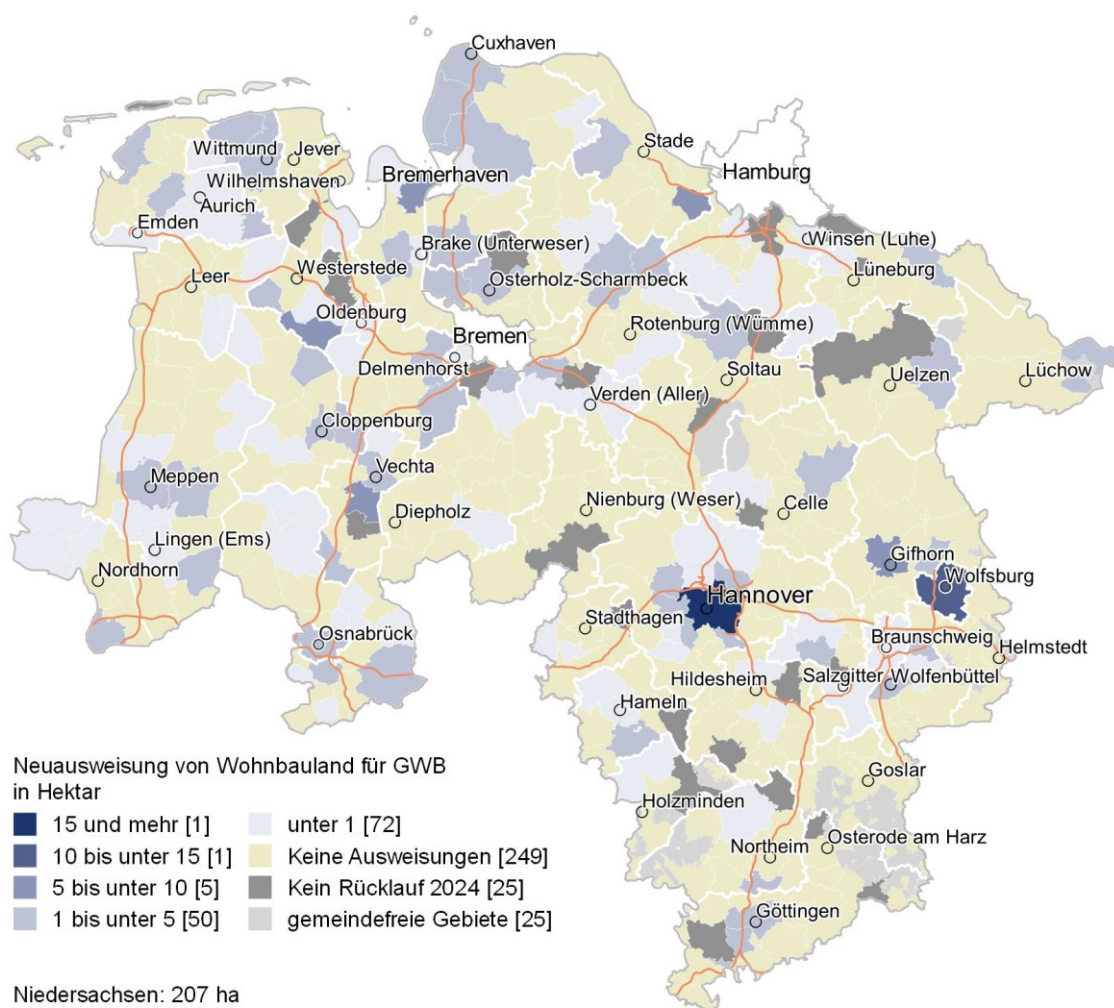 Cuxhaven
Stade
Wittmund
Jever
Hamburg
Wilhelmshaven
Bremerhaven
Aurich
Emden
Brake (Unterweser)
Winsen (Luhe)
Leer
Westerstede
Osterholz-Scharmbeck
Lüneburg
Oldenburg
Bremen
Rotenburg (Wümme)
Delmenhorst
Soltau
Uelzen
Lüchow
Verden (Aller)
Cloppenburg
Vechta
Meppen
Nienburg (Weser)
Celle
Diepholz
Lingen (Ems)
Gifhorn
Nordhorn
Wolfsburg
Hannover
Stadthagen
Osnabrück
Braunschweig
Helmstedt
Hildesheim
Salzgitter
Wolfenbüttel
Hameln
Goslar
Holzminden
Osterode am Harz
Northeim
Göttingen
Neuausweisung von Wohnbauland für GWB
in Hektar
15 und mehr [1]
10 bis unter 15 [1]
5 bis unter 10 [5]
1 bis unter 5 [50]
unter 1 [72]
Keine Ausweisungen [249]
Kein Rücklauf 2024 [25]
gemeindefreie Gebiete [25]
Niedersachsen: 207 ha